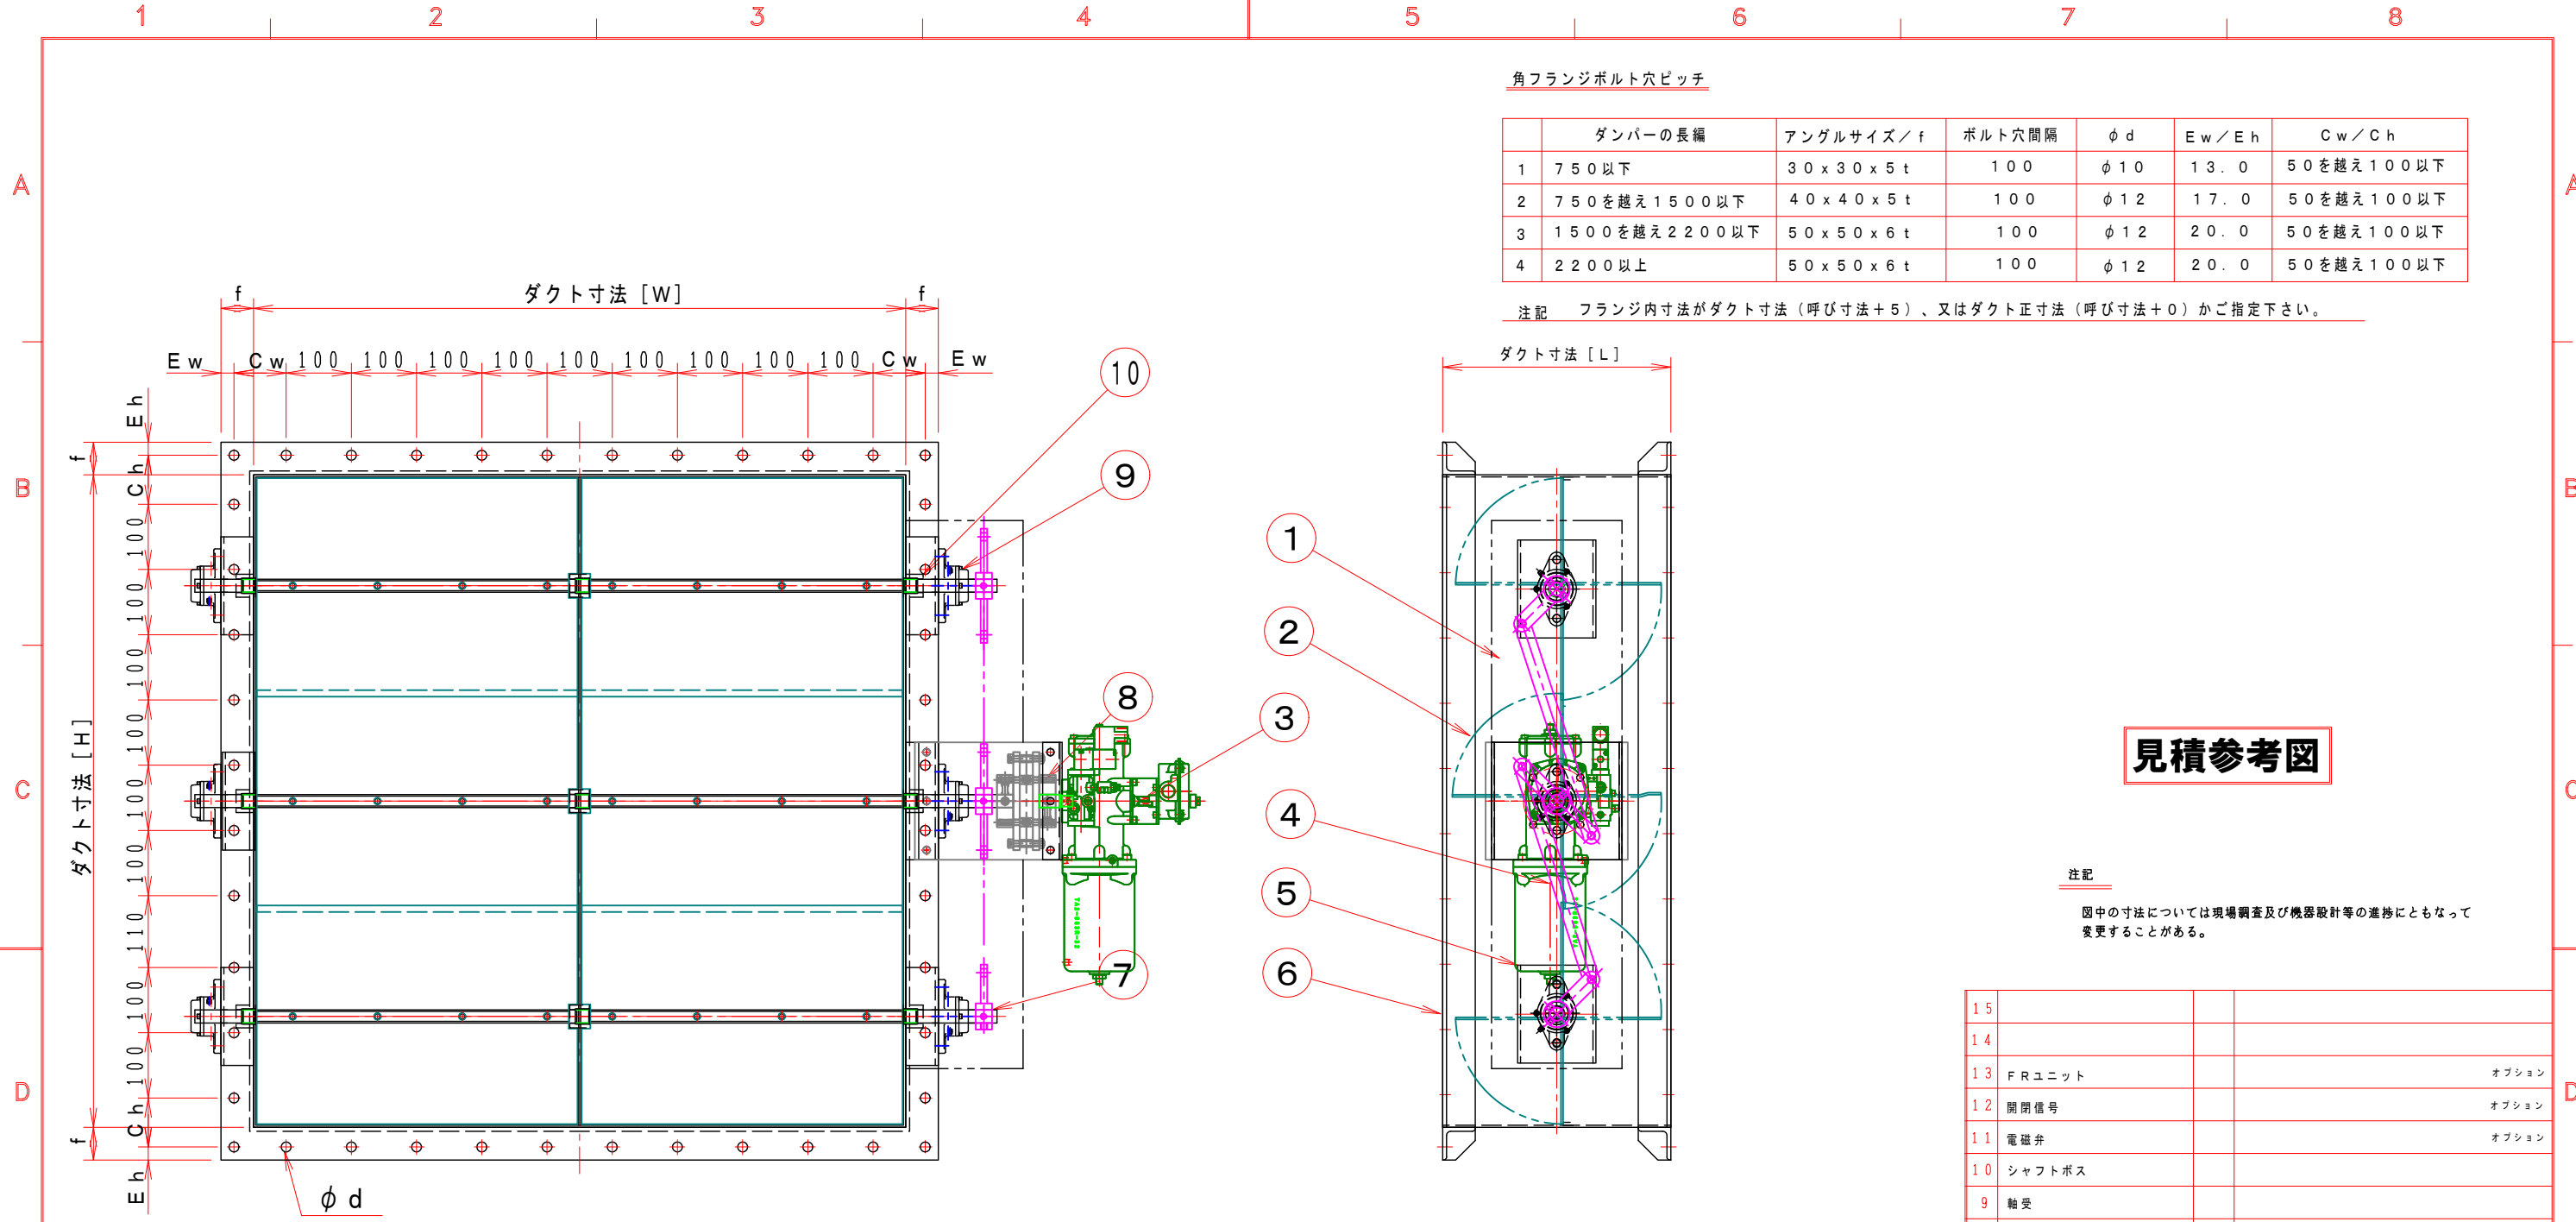 1 2 3 4 5 6 7 8
A A
B B
C C
D D
角フランジボルト穴ピッチ
ダンパーの長編 アングルサイズ/f ボルト穴間隔 φd Ew/Eh Cw/Ch
1 750以下 30x30x5t 100 φ10 13.0 50を越え100以下
2 750を越え1500以下 40x40x5t 100 φ12 17.0 50を越え100以下
3 1500を越え2200以下 50x50x6t 100 φ12 20.0 50を越え100以下
4 2200以上 50x50x6t 100 φ12 20.0 50を越え100以下
注記 フランジ内寸法がダクト寸法(呼び寸法+5)、又はダクト正寸法(呼び寸法+0)かご指定下さい。
f ダクト寸法[W] f
Ew Cw 100 100 100 100 100 100 100 100 100 Cw Ew
Eh
f
Ch
100
100
100
100
100
100
110
100
100
Ch
f
Eh
ダクト寸法[H]
φd
10
9
8
3
7
ダクト寸法[L]
1
2
4
5
6
見積参考図
注記
図中の寸法については現場調査及び機器設計等の進捗にともなって
変更することがある。
15
14
13 FRユニット オプション
12 開閉信号 オプション
11 電磁弁 オプション
10 シャフトボス
9 軸受